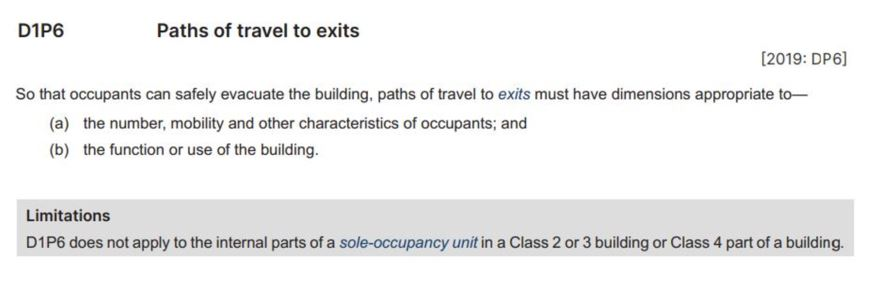 D1P6 Paths of travel to exits
[2019: DP6]
So that occupants can safely evacuate the building, paths of travel to exits must have dimensions appropriate to—
(a) the number, mobility and other characteristics of occupants; and
(b) the function or use of the building.
Limitations
D1P6 does not apply to the internal parts of a sole-occupancy unit in a Class 2 or 3 building or Class 4 part of a building.